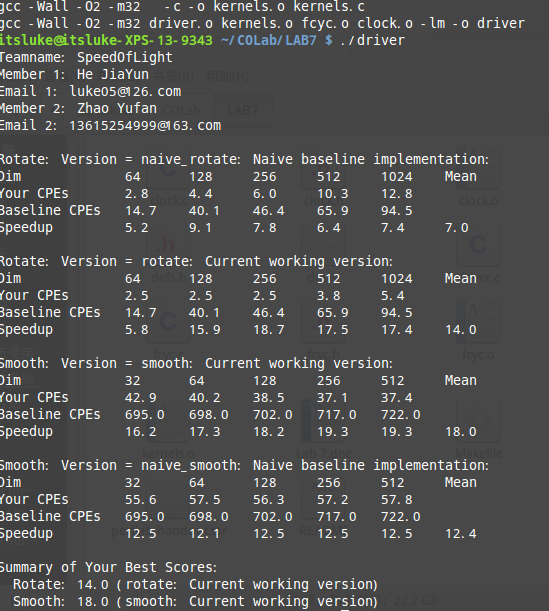 gcc -Wall -O2 -m32   -c -o kernels.o kernels.c
gcc -Wall -O2 -m32 driver.o kernels.o fcyc.o clock.o -lm -o driver
itsluke@itsluke-XPS-13-9343 ~/COLab/LAB7 $ ./driver
Teamname: SpeedOfLight
Member 1: He JiaYun
Email 1: luke05@126.com
Member 2: Zhao Yufan
Email 2: 13615254999@163.com
Rotate: Version = naive_rotate: Naive baseline implementation:
Dim 64 128 256 512 1024 Mean
Your CPEs 2.8 4.4 6.0 10.3 12.8
Baseline CPEs 14.7 40.1 46.4 65.9 94.5
Speedup 5.2 9.1 7.8 6.4 7.4 7.0
Rotate: Version = rotate: Current working version:
Dim 64 128 256 512 1024 Mean
Your CPEs 2.5 2.5 2.5 3.8 5.4
Baseline CPEs 14.7 40.1 46.4 65.9 94.5
Speedup 5.8 15.9 18.7 17.5 17.4 14.0
Smooth: Version = smooth: Current working version:
Dim 32 64 128 256 512 Mean
Your CPEs 42.9 40.2 38.5 37.1 37.4
Baseline CPEs 695.0 698.0 702.0 717.0 722.0
Speedup 16.2 17.3 18.2 19.3 19.3 18.0
Smooth: Version = naive_smooth: Naive baseline implementation:
Dim 32 64 128 256 512 Mean
Your CPEs 55.6 57.5 56.3 57.2 57.8
Baseline CPEs 695.0 698.0 702.0 717.0 722.0
Speedup 12.5 12.1 12.5 12.5 12.5 12.4
Summary of Your Best Scores:
Rotate: 14.0 (rotate: Current working version)
Smooth: 18.0 (smooth: Current working version)